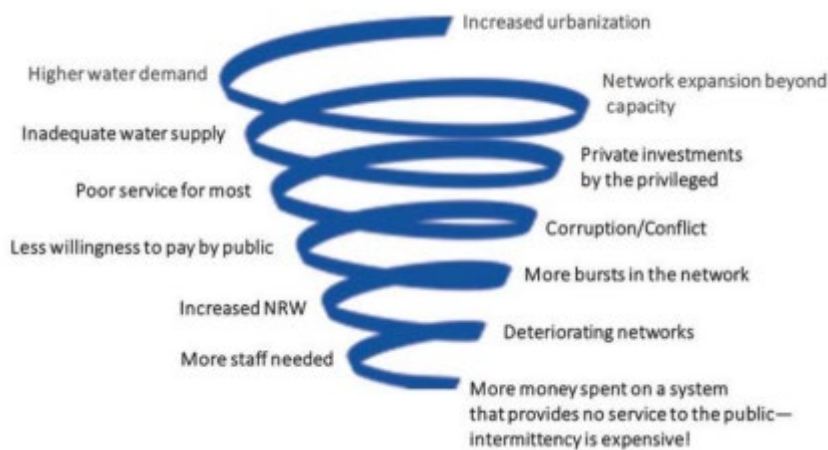 Increased urbanization
Higher water demand
Network expansion beyond
capacity
Inadequate water supply
Private investments
by the privileged
Poor service for most
Corruption/Conflict
Less willingness to pay by public
More bursts in the network
Increased NRW
Deteriorating networks
More staff needed
More money spent on a system
that provides no service to the public—
intermittency is expensive!